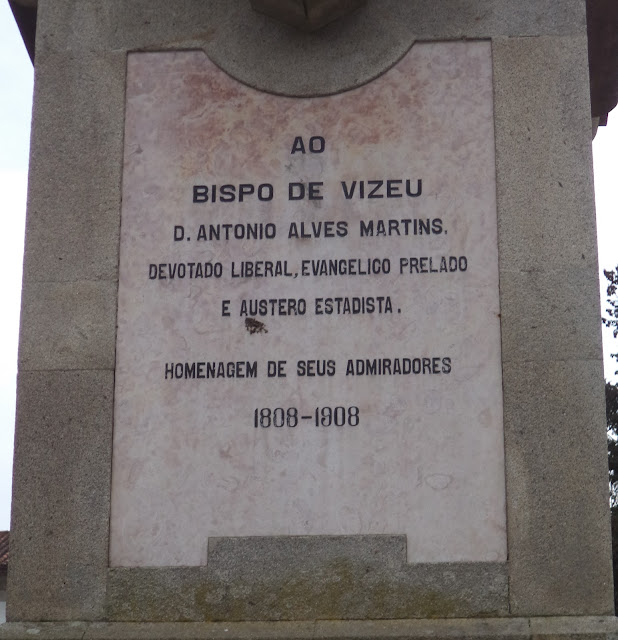 AO
BISPO DE VIZEU
D. ANTONIO ALVES MARTINS.
DEVOTADO LIBERAL, EVANGELICO PRELADO
E AUSTERO ESTADISTA.
HOMENAGEM DE SEUS ADMIRADORES
1808-1908